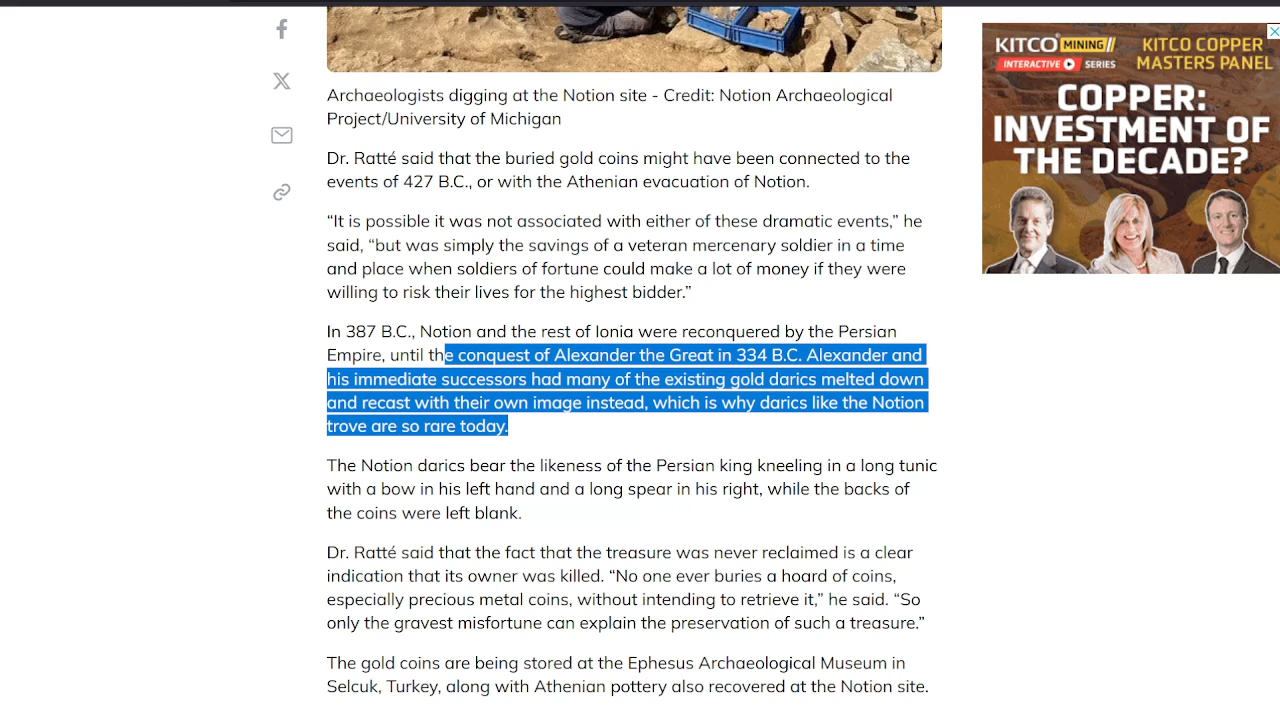 Archaeologists digging at the Notion site - Credit: Notion Archaeological
Project/University of Michigan
Dr. Ratté said that the buried gold coins might have been connected to the
events of 427 B.C., or with the Athenian evacuation of Notion.
“It is possible it was not associated with either of these dramatic events,” he
said, “but was simply the savings of a veteran mercenary soldier in a time
and place when soldiers of fortune could make a lot of money if they were
willing to risk their lives for the highest bidder.”
In 387 B.C., Notion and the rest of Ionia were reconquered by the Persian
Empire, until the conquest of Alexander the Great in 334 B.C. Alexander and
his immediate successors had many of the existing gold darics melted down
and recast with their own image instead, which is why darics like the Notion
trove are so rare today.
The Notion darics bear the likeness of the Persian king kneeling in a long tunic
with a bow in his left hand and a long spear in his right, while the backs of
the coins were left blank.
Dr. Ratté said that the fact that the treasure was never reclaimed is a clear
indication that its owner was killed. “No one ever buries a hoard of coins,
especially precious metal coins, without intending to retrieve it,” he said. “So
only the gravest misfortune can explain the preservation of such a treasure.”
The gold coins are being stored at the Ephesus Archaeological Museum in
Selcuk, Turkey, along with Athenian pottery also recovered at the Notion site.
KITCO MINING//
INTERACTIVE SERIES
KITCO COPPER
MASTERS PANEL
COPPER:
INVESTMENT OF
THE DECADE?